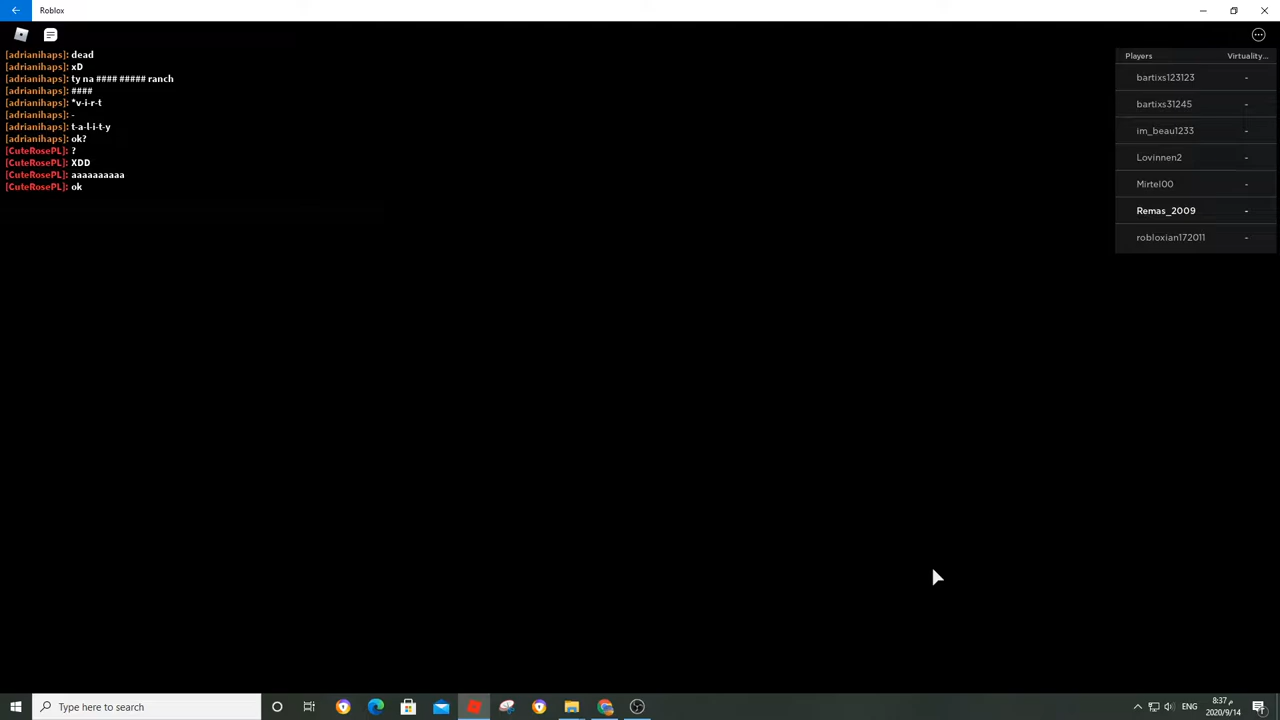 Roblox
[adrianihaps]: dead
[adrianihaps]: xD
[adrianihaps]: ty na #### ##### ranch
[adrianihaps]: ####
[adrianihaps]: *v-i-r-t
[adrianihaps]: -
[adrianihaps]: t-a-l-i-t-y
[adrianihaps]: ok?
[CuteRosePL]: ?
[CuteRosePL]: XDD
[CuteRosePL]: aaaaaaaaaa
[CuteRosePL]: ok
Players Virtuality...
bartixs123123 -
bartixs31245 -
im_beau1233 -
Lovinnen2 -
Mirtel00 -
Remas_2009 -
robloxian172011 -
Type here to search
ENG
8:37 م
2020/9/14